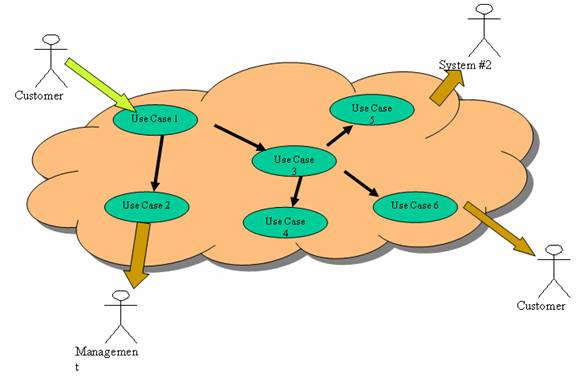 System #2
Customer
Use Case
5
Use Case 1
Use Case
3
Use Case 2
Use Case 6
Use Case
4
Customer
Managemen
t